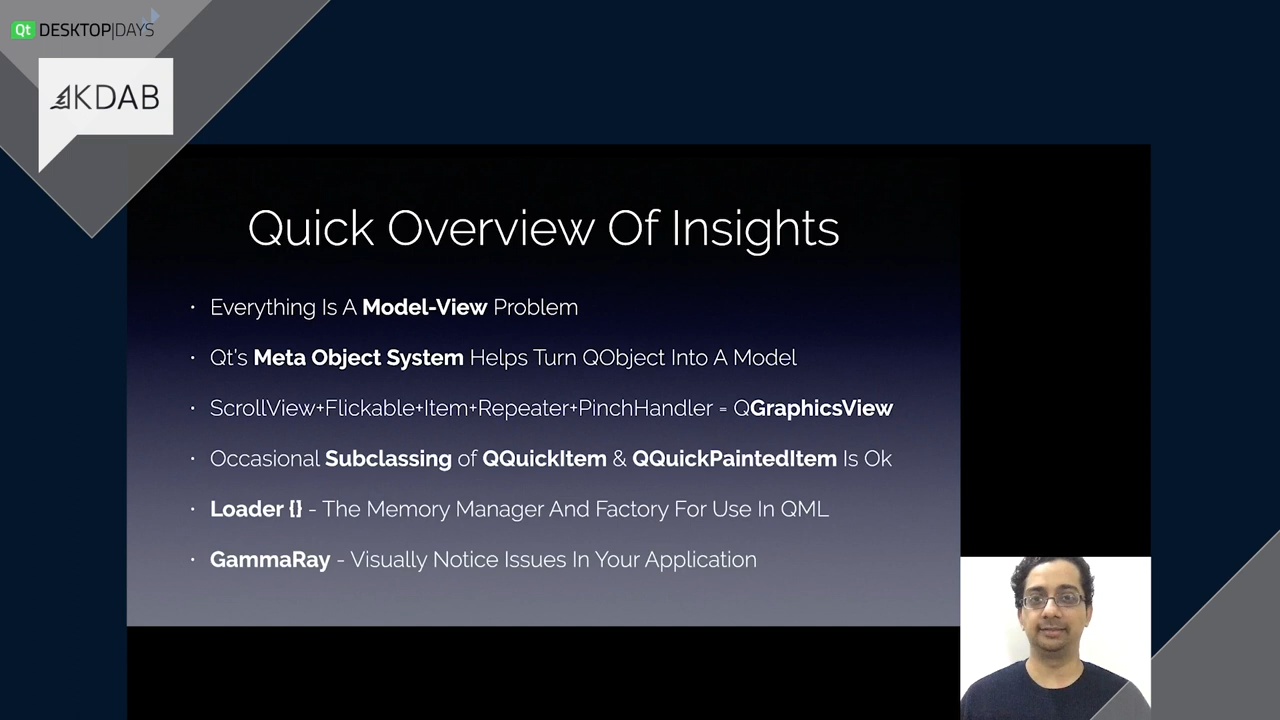 Qt DESKTOP|DAYS
KDAB
Quick Overview Of Insights
• Everything Is A Model-View Problem
• Qt's Meta Object System Helps Turn QObject Into A Model
• ScrollView+Flickable+Item+Repeater+PinchHandler = QGraphicsView
• Occasional Subclassing of QQuickItem & QQuickPaintedItem Is Ok
• Loader {} - The Memory Manager And Factory For Use In QML
• GammaRay - Visually Notice Issues In Your Application